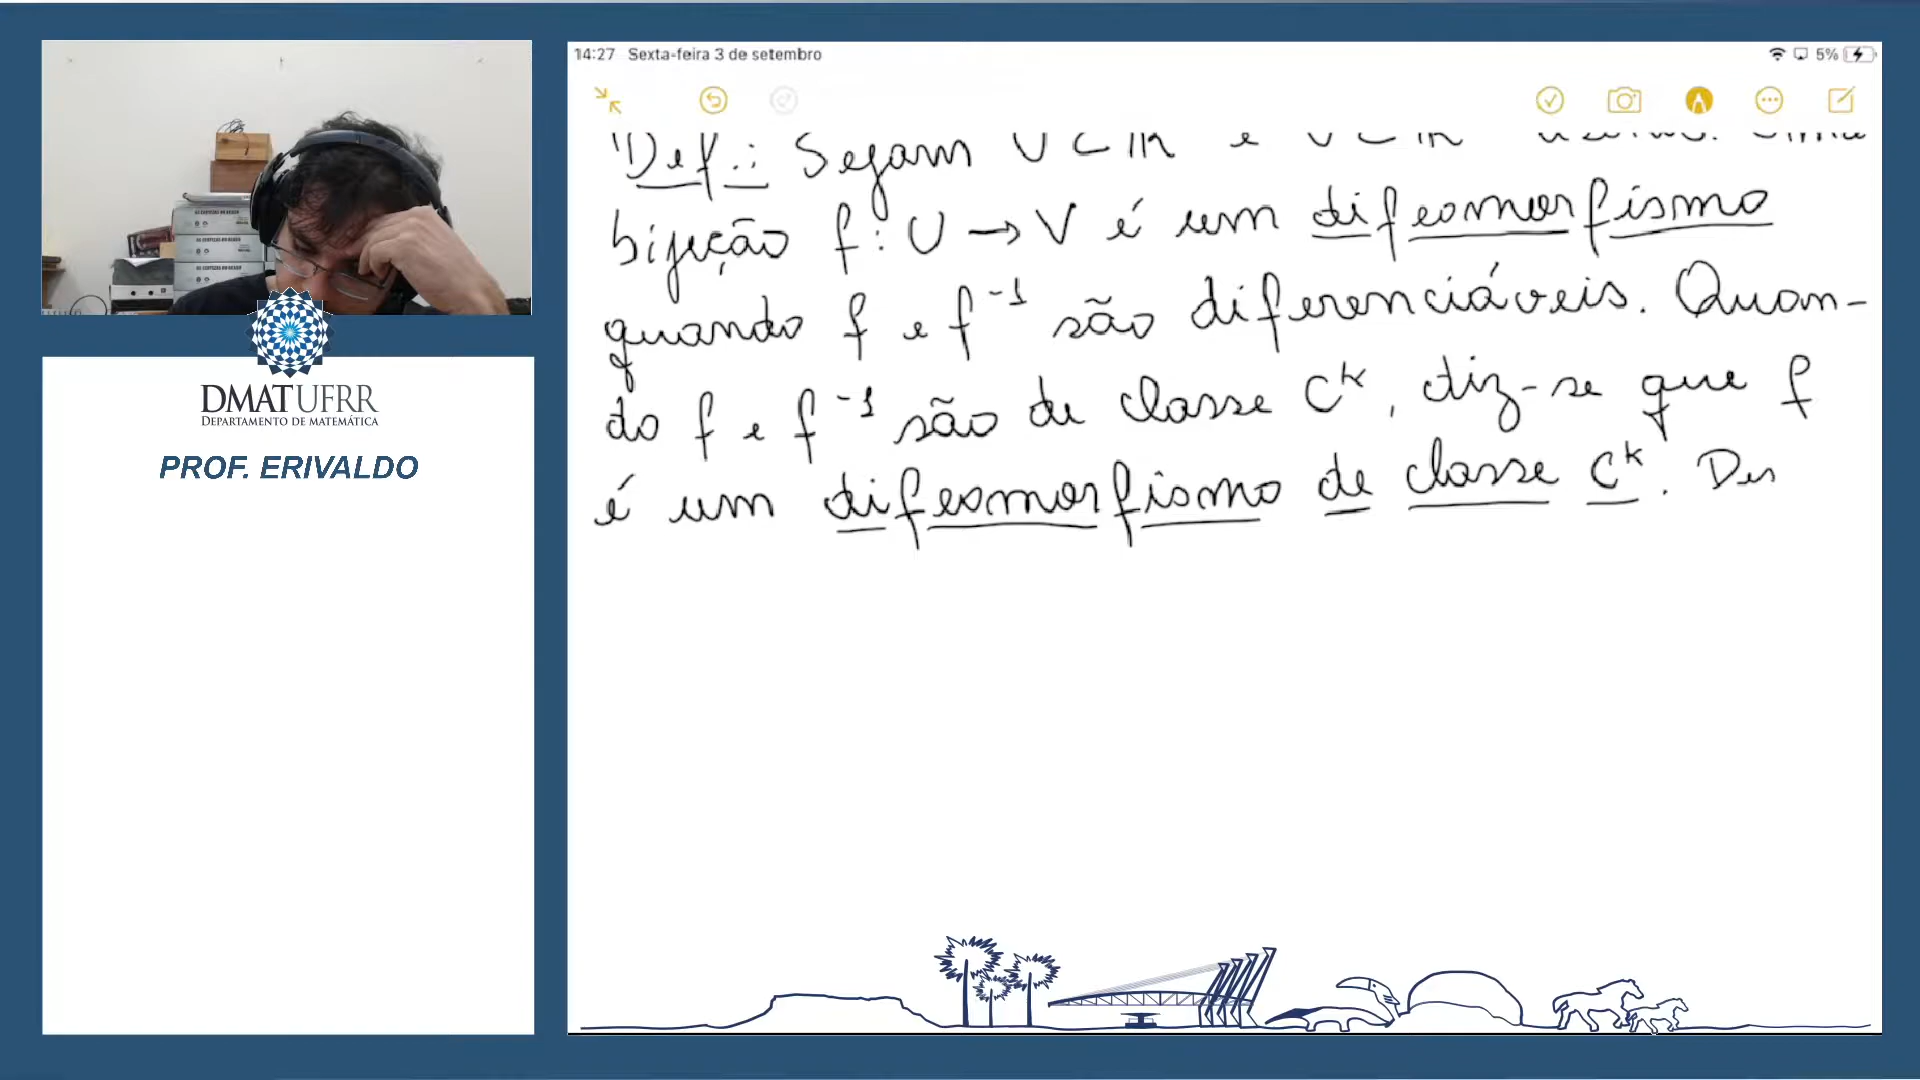 14:27 Sexta-feira 3 de setembro
5%
Def.: Sejam U ⊂ ℝ e V ⊂ ℝ
bijeção f: U → V é um difeomorfismo
quando f e f⁻¹ são diferenciáveis. Quan-
do f e f⁻¹ são de classe Cᵏ, diz-se que f
é um difeomorfismo de classe Cᵏ. Des
DMATUFRR
DEPARTAMENTO DE MATEMÁTICA
PROF. ERIVALDO